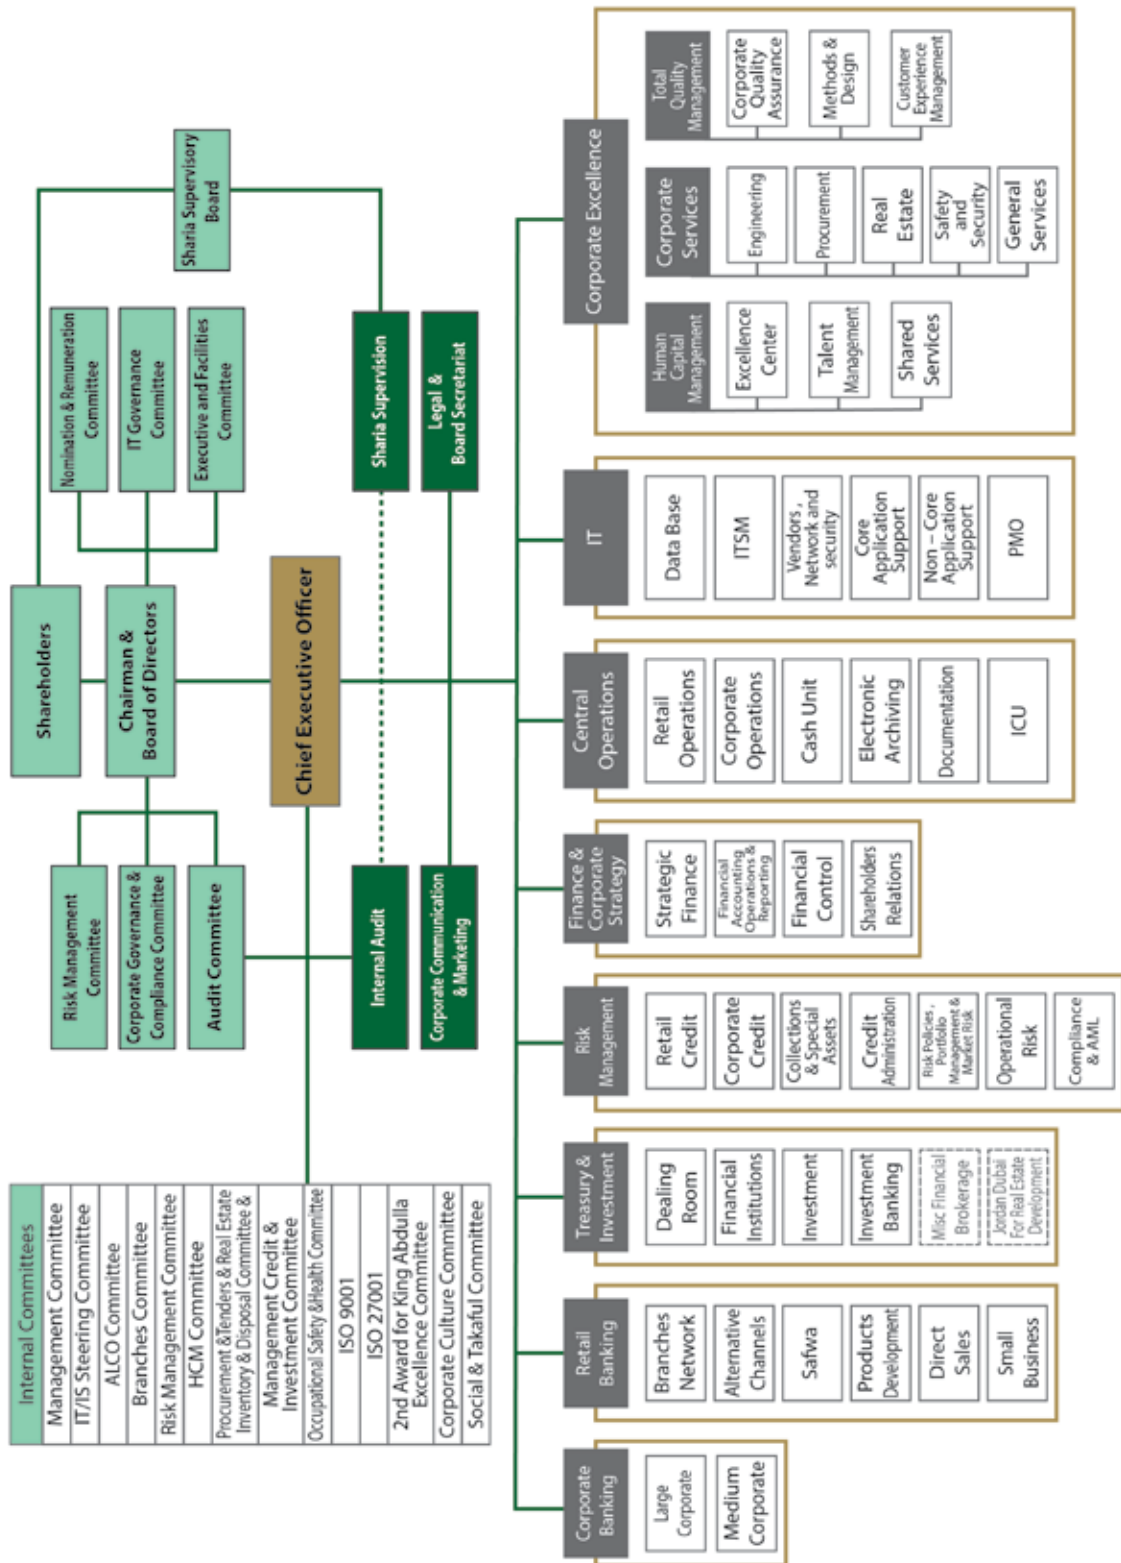 Shareholders
Sharia Supervisory
Board
Chairman &
Board of Directors
Risk Management
Committee
Corporate Governance &
Compliance Committee
Audit Committee
Nomination & Remuneration
Committee
IT Governance
Committee
Executive and Facilities
Committee
Chief Executive Officer
Internal Audit
Sharia Supervision
Corporate Communication
& Marketing
Legal &
Board Secretariat
Internal Committees
Management Committee
IT/IS Steering Committee
ALCO Committee
Branches Committee
Risk Management Committee
HCM Committee
Procurement &Tenders & Real Estate
Inventory & Disposal Committee &
Management Credit &
Investment Committee
Occupational Safety &Health Committee
ISO 9001
ISO 27001
2nd Award for King Abdulla
Excellence Committee
Corporate Culture Committee
Social & Takaful Committee
Corporate
Banking
Large
Corporate
Medium
Corporate
Retail
Banking
Branches
Network
Alternative
Channels
Safwa
Products
Development
Direct
Sales
Small
Business
Treasury &
Investment
Dealing
Room
Financial
Institutions
Investment
Investment
Banking
Misc Financial
Brokerage
Jordan Dubai
For Real Estate
Development
Risk
Management
Retail
Credit
Corporate
Credit
Collections
& Special
Assets
Credit
Administration
Risk Policies ,
Portfolio
Management &
Market Risk
Operational
Risk
Compliance
& AML
Finance &
Corporate
Strategy
Strategic
Finance
Financial
Accounting
Operations &
Reporting
Financial
Control
Shareholders
Relations
Central
Operations
Retail
Operations
Corporate
Operations
Cash Unit
Electronic
Archiving
Documentation
ICU
IT
Data Base
ITSM
Vendors ,
Network and
security
Core
Application
Support
Non – Core
Application
Support
PMO
Corporate Excellence
Human
Capital
Management
Excellence
Center
Talent
Management
Shared
Services
Corporate
Services
Engineering
Procurement
Real
Estate
Safety
and
Security
General
Services
Total
Quality
Management
Corporate
Quality
Assurance
Methods &
Design
Customer
Experience
Management